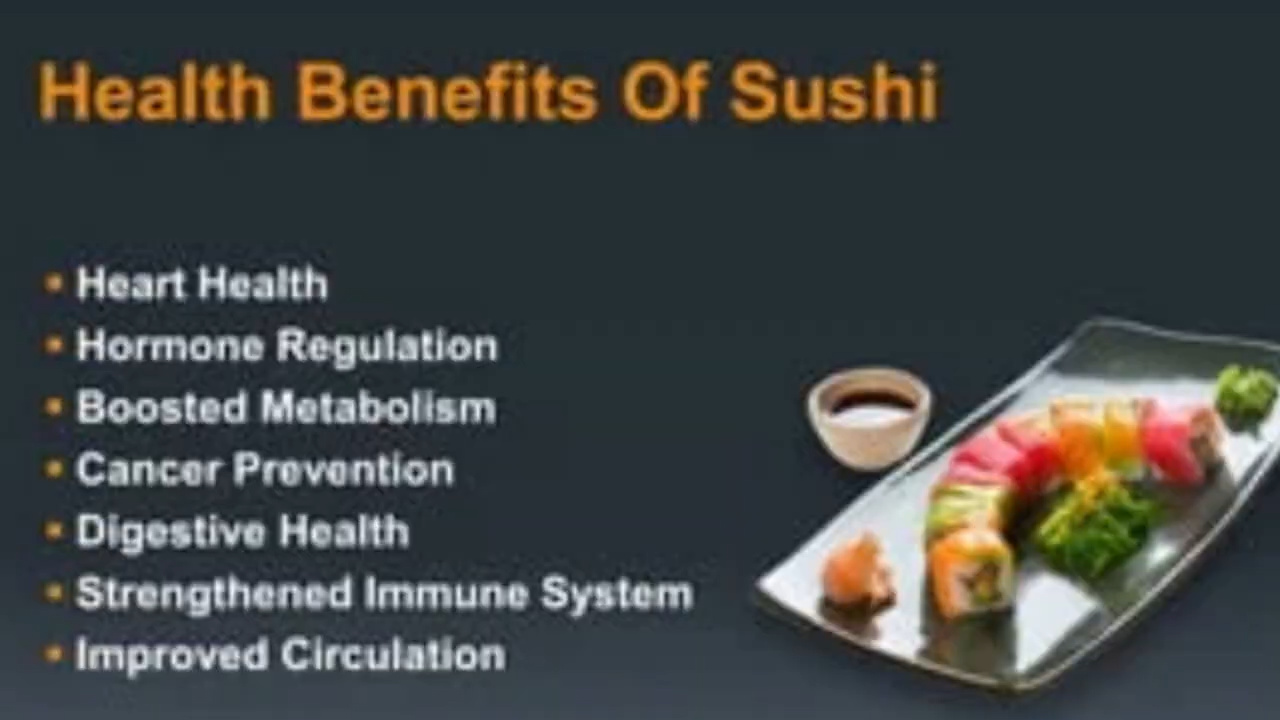 Health Benefits Of Sushi
• Heart Health
• Hormone Regulation
• Boosted Metabolism
• Cancer Prevention
• Digestive Health
• Strengthened Immune System
• Improved Circulation